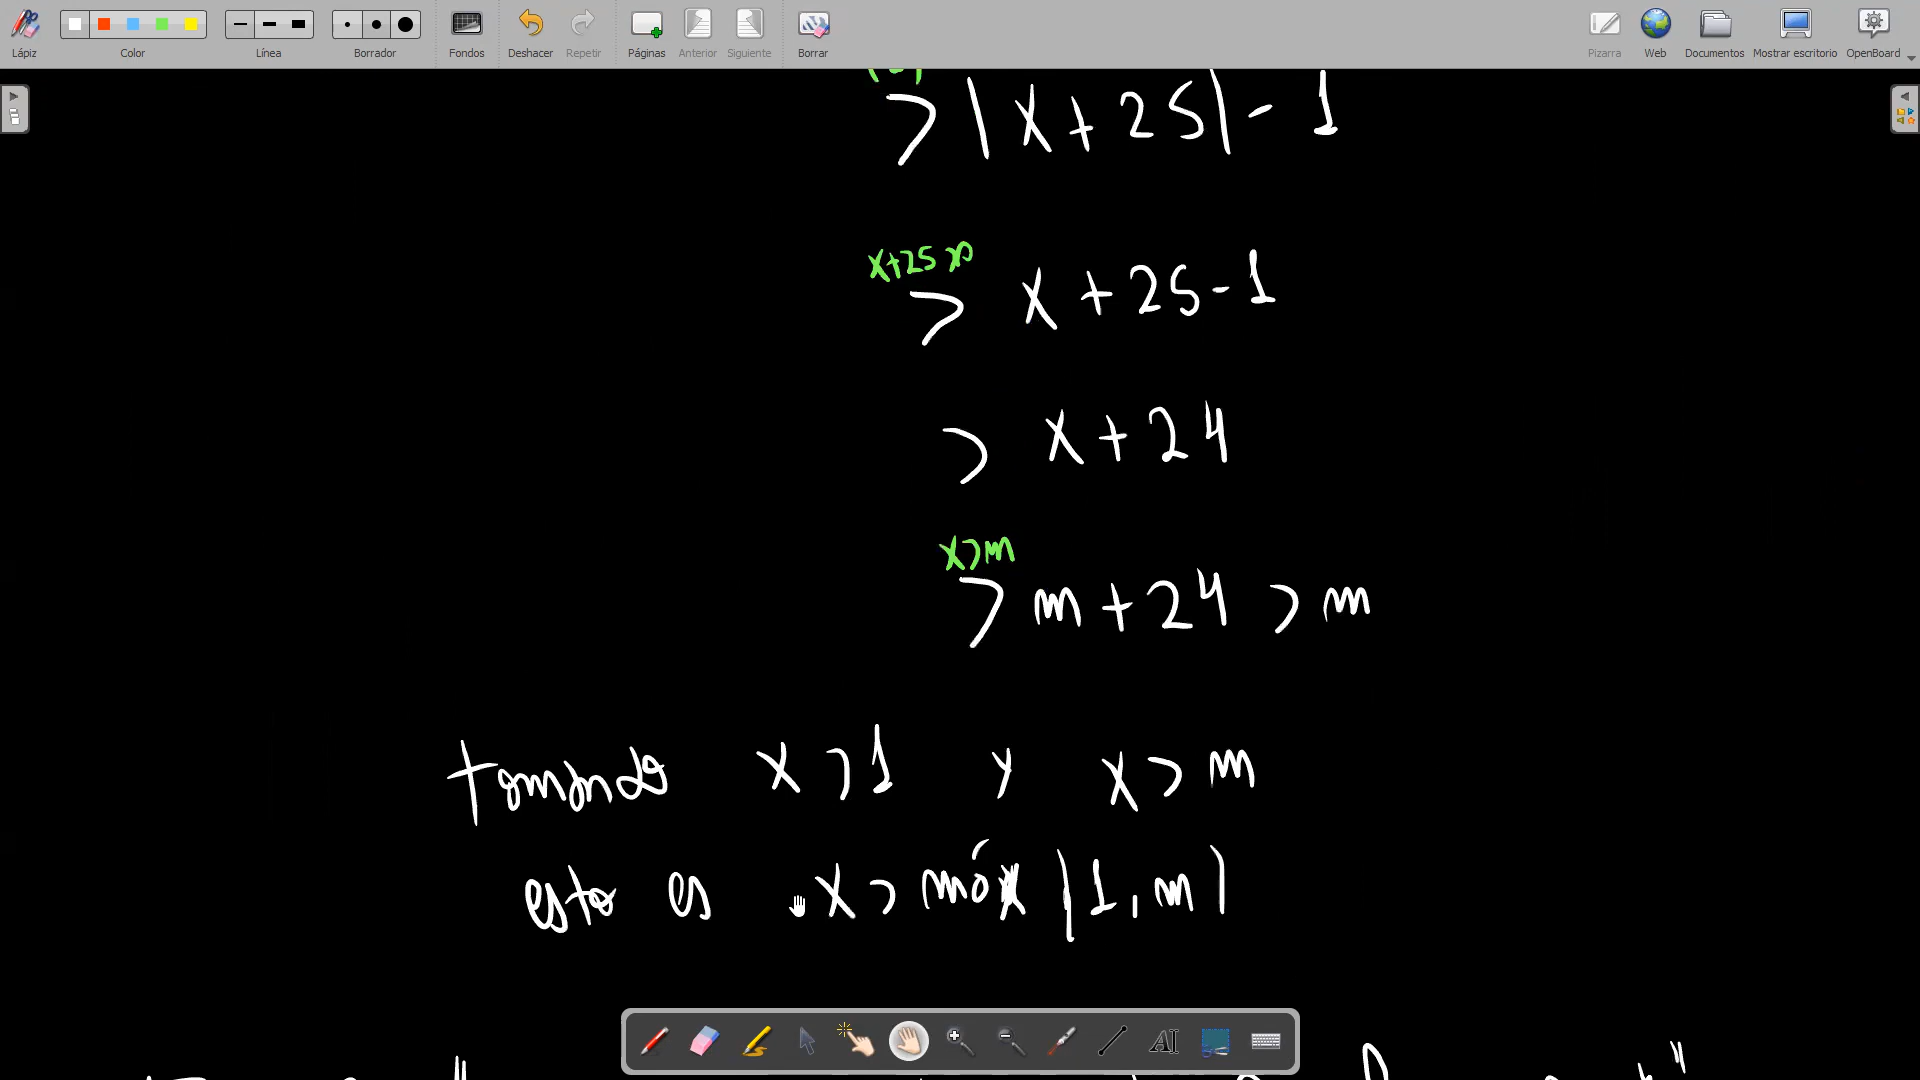 Lápiz Color Línea Borrador Fondos Deshacer Repetir Páginas Anterior Siguiente Borrar Pizarra Web Documentos Mostrar escritorio OpenBoard
> |x+25| - 1
x+25 >0
> x + 25 - 1
> x + 24
x>m
> m + 24 > m
tomando x > 1 y x > m
esto es x > máx | 1, m |
AI